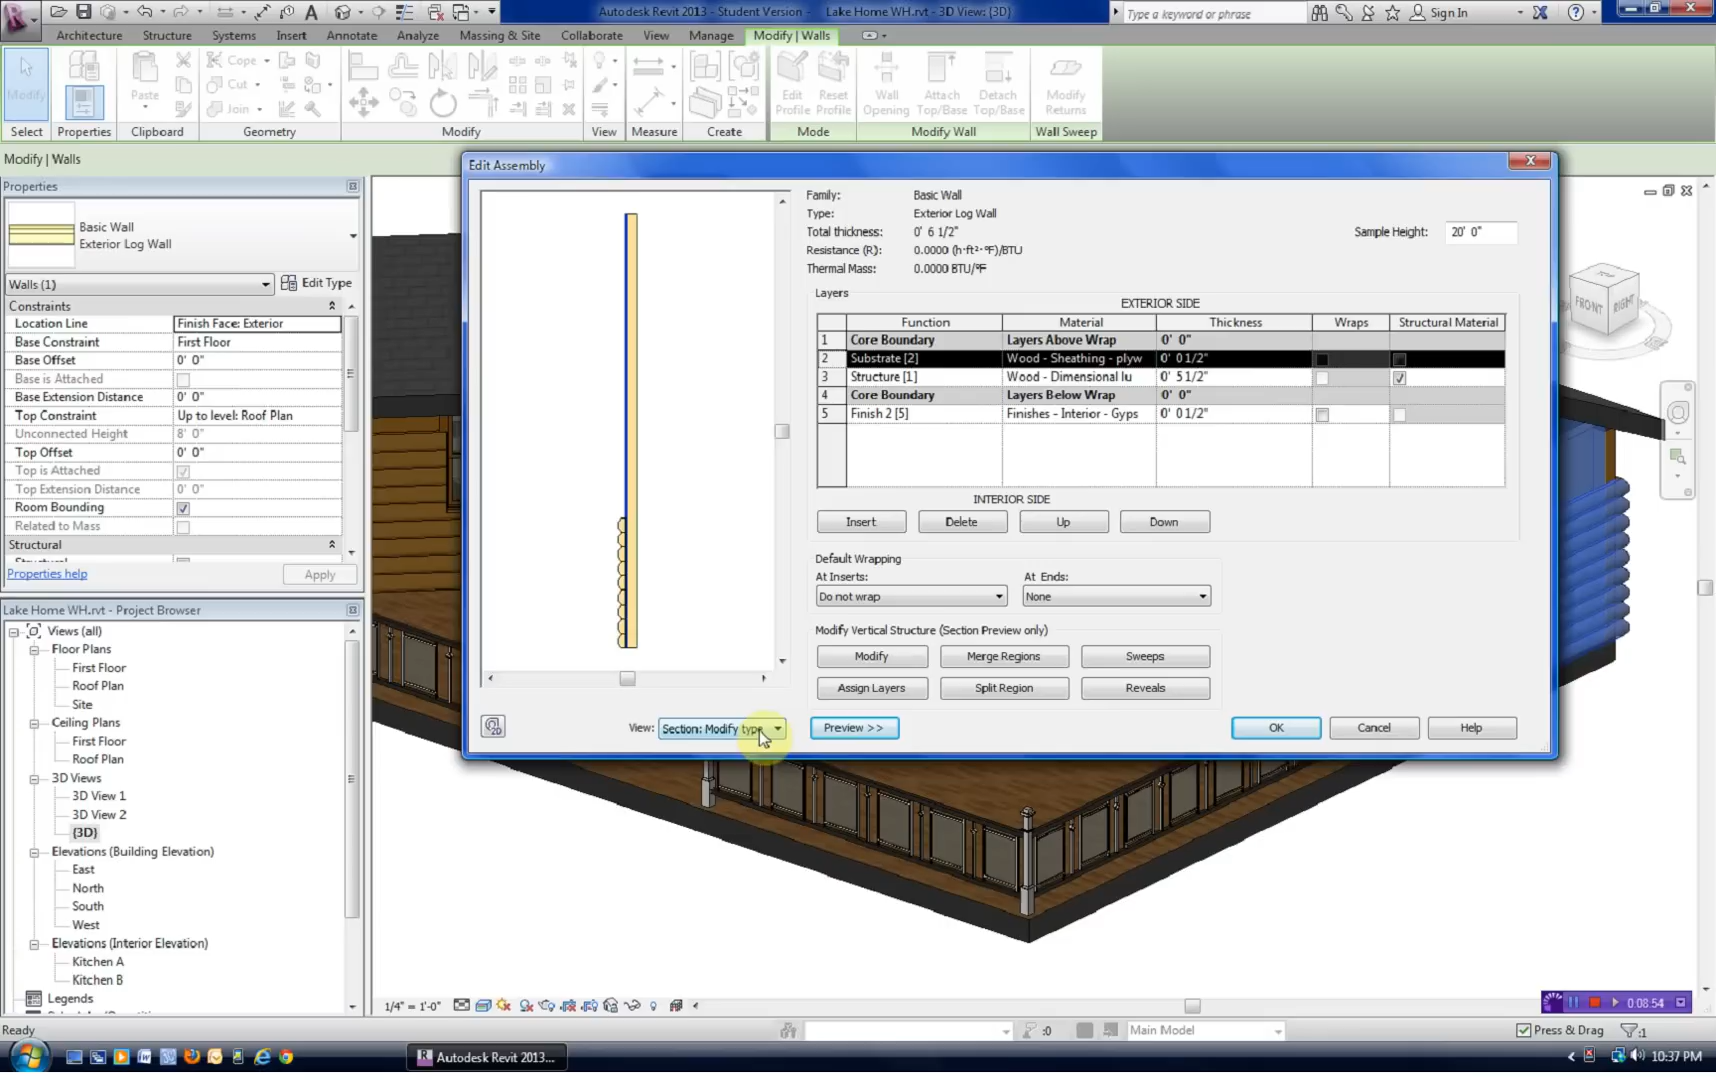 Autodesk Revit 2013 - Student Version - Lake Home WH.rvt - 3D View: {3D}
Type a keyword or phrase
Sign In
Architecture Structure Systems Insert Annotate Analyze Massing & Site Collaborate View Manage Modify | Walls
Modify
Paste
Cope
Cut
Join
Edit Profile
Reset Profile
Wall Opening
Attach Top/Base
Detach Top/Base
Modify Returns
Select Properties Clipboard Geometry Modify View Measure Create Mode Modify Wall Wall Sweep
Modify | Walls
Properties
Basic Wall
Exterior Log Wall
Walls (1)
Edit Type
Constraints
Location Line Finish Face: Exterior
Base Constraint First Floor
Base Offset 0' 0"
Base is Attached
Base Extension Distance 0' 0"
Top Constraint Up to level: Roof Plan
Unconnected Height 8' 0"
Top Offset 0' 0"
Top is Attached
Top Extension Distance 0' 0"
Room Bounding
Related to Mass
Structural
Properties help
Apply
Lake Home WH.rvt - Project Browser
Views (all)
Floor Plans
First Floor
Roof Plan
Site
Ceiling Plans
First Floor
Roof Plan
3D Views
3D View 1
3D View 2
{3D}
Elevations (Building Elevation)
East
North
South
West
Elevations (Interior Elevation)
Kitchen A
Kitchen B
Legends
Edit Assembly
Family: Basic Wall
Type: Exterior Log Wall
Total thickness: 0' 6 1/2"
Resistance (R): 0.0000 (h·ft²·°F)/BTU
Thermal Mass: 0.0000 BTU/°F
Sample Height: 20' 0"
Layers
EXTERIOR SIDE
Function Material Thickness Wraps Structural Material
1 Core Boundary Layers Above Wrap 0' 0"
2 Substrate [2] Wood - Sheathing - plyw 0' 0 1/2"
3 Structure [1] Wood - Dimensional lu 0' 5 1/2"
4 Core Boundary Layers Below Wrap 0' 0"
5 Finish 2 [5] Finishes - Interior - Gyps 0' 0 1/2"
INTERIOR SIDE
Insert Delete Up Down
Default Wrapping
At Inserts: At Ends:
Do not wrap None
Modify Vertical Structure (Section Preview only)
Modify Merge Regions Sweeps
Assign Layers Split Region Reveals
View: Section: Modify type
Preview >>
OK Cancel Help
TOP
FRONT
RIGHT
1/4" = 1'-0"
0:08:54
Ready
:0
Main Model
Press & Drag
:1
Autodesk Revit 2013...
10:37 PM